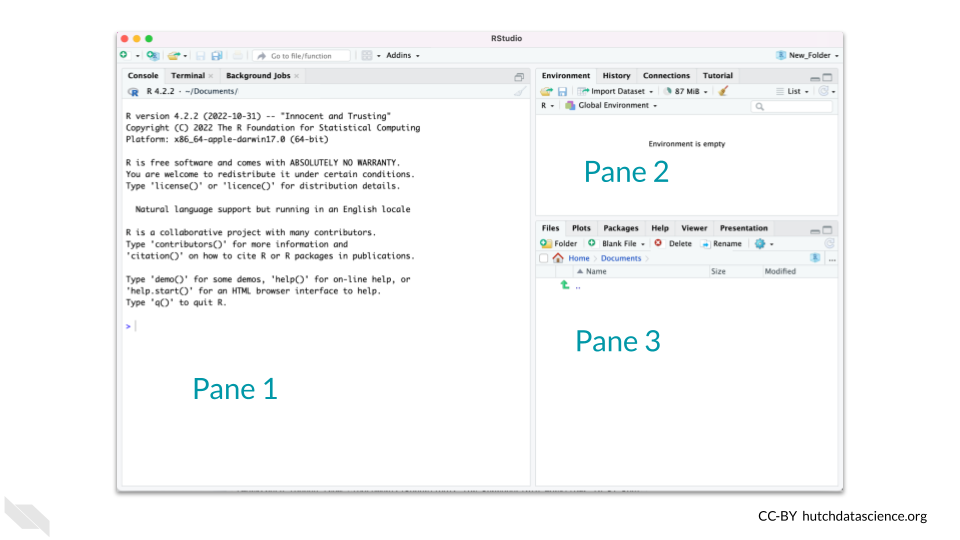 RStudio
Go to file/function
Addins
New_Folder
Console Terminal Background Jobs
R 4.2.2 · ~/Documents/
R version 4.2.2 (2022-10-31) -- "Innocent and Trusting"
Copyright (C) 2022 The R Foundation for Statistical Computing
Platform: x86_64-apple-darwin17.0 (64-bit)
R is free software and comes with ABSOLUTELY NO WARRANTY.
You are welcome to redistribute it under certain conditions.
Type 'license()' or 'licence()' for distribution details.
Natural language support but running in an English locale
R is a collaborative project with many contributors.
Type 'contributors()' for more information and
'citation()' on how to cite R or R packages in publications.
Type 'demo()' for some demos, 'help()' for on-line help, or
'help.start()' for an HTML browser interface to help.
Type 'q()' to quit R.
>
Pane 1
Environment History Connections Tutorial
Import Dataset 87 MiB List
R Global Environment
Environment is empty
Pane 2
Files Plots Packages Help Viewer Presentation
Folder Blank File Delete Rename
Home Documents ...
Name Size Modified
..
Pane 3
CC-BY hutchdatascience.org